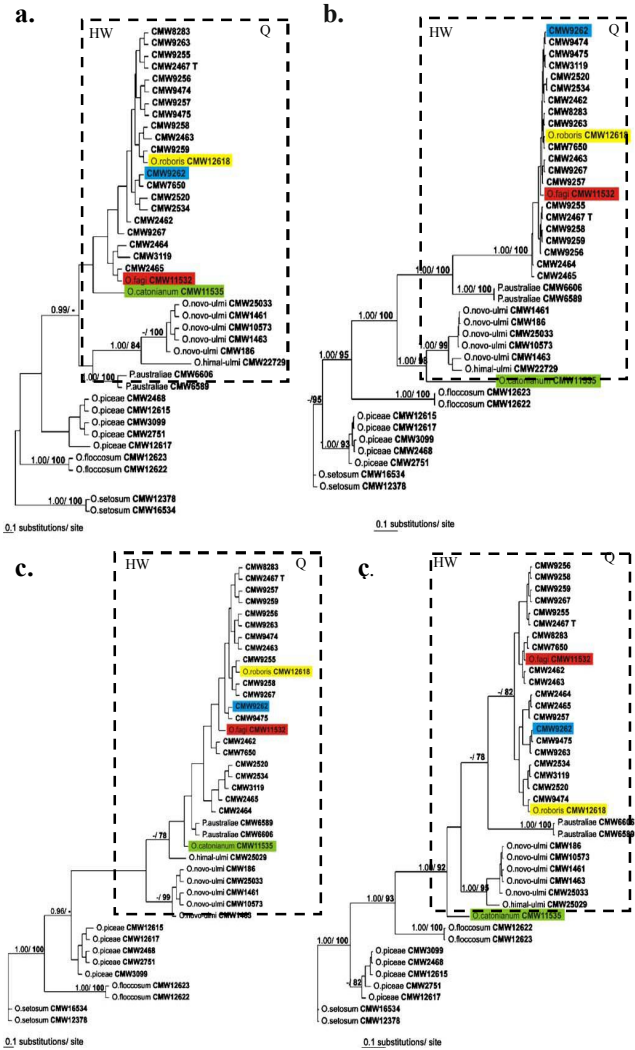 a.
HW Q
CMW8283
CMW9263
CMW9255
CMW2467 T
CMW9256
CMW9474
CMW9257
CMW9475
CMW9258
CMW2463
CMW9259
O.roboris CMW12618
CMW9262
CMW7650
CMW2520
CMW2534
CMW2462
CMW9267
CMW2464
CMW3119
CMW2465
O.fagi CMW11532
O.catonianum CMW11535
0.99/ -
O.novo-ulmi CMW25033
-/ 100
O.novo-ulmi CMW1461
O.novo-ulmi CMW10573
O.novo-ulmi CMW1463
1.00/ 84
O.novo-ulmi CMW186
O.himal-ulmi CMW22729
1.00/ 100
P.australiae CMW6606
P.australiae CMW6589
O.piceae CMW2468
O.piceae CMW12615
O.piceae CMW3099
O.piceae CMW2751
O.piceae CMW12617
1.00/ 100
O.floccosum CMW12623
O.floccosum CMW12622
1.00/ 100
O.setosum CMW12378
O.setosum CMW16534
0.1 substitutions/ site
b.
HW Q
CMW9262
CMW9474
CMW9475
CMW3119
CMW2520
CMW2534
CMW2462
CMW8283
CMW9263
O.roboris CMW12618
CMW7650
CMW2463
CMW9267
CMW9257
O.fagi CMW11532
CMW9255
CMW2467 T
CMW9258
CMW9259
CMW9256
1.00/ 100
CMW2464
CMW2465
1.00/ 100
1.00/ 100
P.australiae CMW6606
P.australiae CMW6589
O.novo-ulmi CMW1461
O.novo-ulmi CMW186
O.novo-ulmi CMW25033
1.00/ 99
O.novo-ulmi CMW10573
O.novo-ulmi CMW1463
1.00/ 95
O.himal-ulmi CMW22729
O.catonianum CMW11535
1.00/ 100
O.floccosum CMW12623
O.floccosum CMW12622
-/95
O.piceae CMW12615
O.piceae CMW12617
O.piceae CMW3099
1.00/ 93
O.piceae CMW2468
O.piceae CMW2751
O.setosum CMW16534
O.setosum CMW12378
0.1 substitutions/ site
c.
HW Q
CMW8283
CMW2467 T
CMW9257
CMW9259
CMW9256
CMW9263
CMW9474
CMW2463
CMW9255
O.roboris CMW12618
CMW9258
CMW9267
CMW9262
CMW9475
O.fagi CMW11532
CMW2462
CMW7650
CMW2520
CMW2534
CMW3119
CMW2465
CMW2464
P.australiae CMW6589
-/ 78
P.australiae CMW6606
O.catonianum CMW11535
O.himal-ulmi CMW25029
O.novo-ulmi CMW186
O.novo-ulmi CMW25033
-/ 99
O.novo-ulmi CMW1461
O.novo-ulmi CMW10573
O.novo-ulmi CMW1463
0.96/-
O.piceae CMW12615
O.piceae CMW12617
1.00/ 100
O.piceae CMW2468
O.piceae CMW2751
O.piceae CMW3099
1.00/ 100
O.floccosum CMW12623
O.floccosum CMW12622
O.setosum CMW16534
O.setosum CMW12378
0.1 substitutions/ site
ç.
HW Q
CMW9256
CMW9258
CMW9259
CMW9267
CMW9255
CMW2467 T
CMW8283
CMW7650
O.fagi CMW11532
CMW2462
CMW2463
-/ 82
CMW2464
CMW2465
CMW9257
CMW9262
CMW9475
CMW9263
-/ 78
CMW2534
CMW3119
CMW2520
CMW9474
O.roboris CMW12618
1.00/ 100
P.australiae CMW6606
P.australiae CMW6589
O.novo-ulmi CMW186
O.novo-ulmi CMW10573
1.00/ 92
O.novo-ulmi CMW1461
O.novo-ulmi CMW1463
1.00/ 95
O.novo-ulmi CMW25033
O.himal-ulmi CMW25029
1.00/ 93
O.catonianum CMW11535
1.00/ 100
O.floccosum CMW12622
O.floccosum CMW12623
1.00/ 100
O.piceae CMW3099
O.piceae CMW2468
O.piceae CMW12615
-/ 82
O.piceae CMW2751
O.piceae CMW12617
O.setosum CMW16534
O.setosum CMW12378
0.1 substitutions/ site